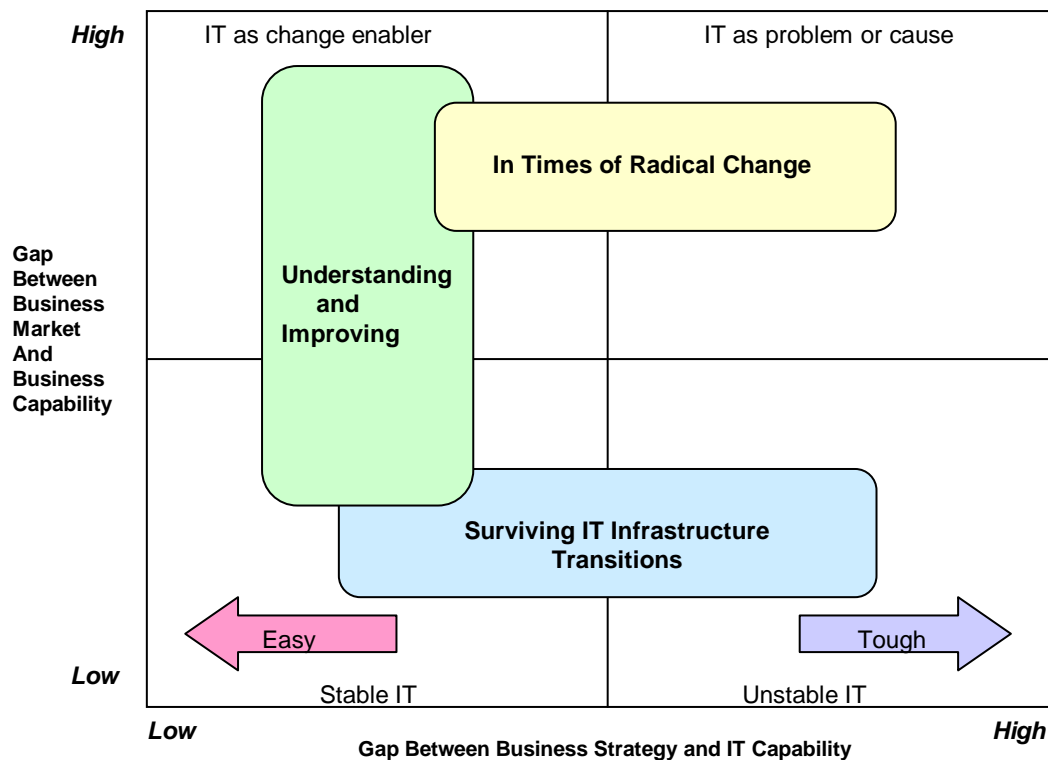 High
IT as change enabler
IT as problem or cause
In Times of Radical Change
Gap
Between
Business
Market
And
Business
Capability
Understanding
and
Improving
Surviving IT Infrastructure
Transitions
Easy
Tough
Low
Stable IT
Unstable IT
Low
High
Gap Between Business Strategy and IT Capability